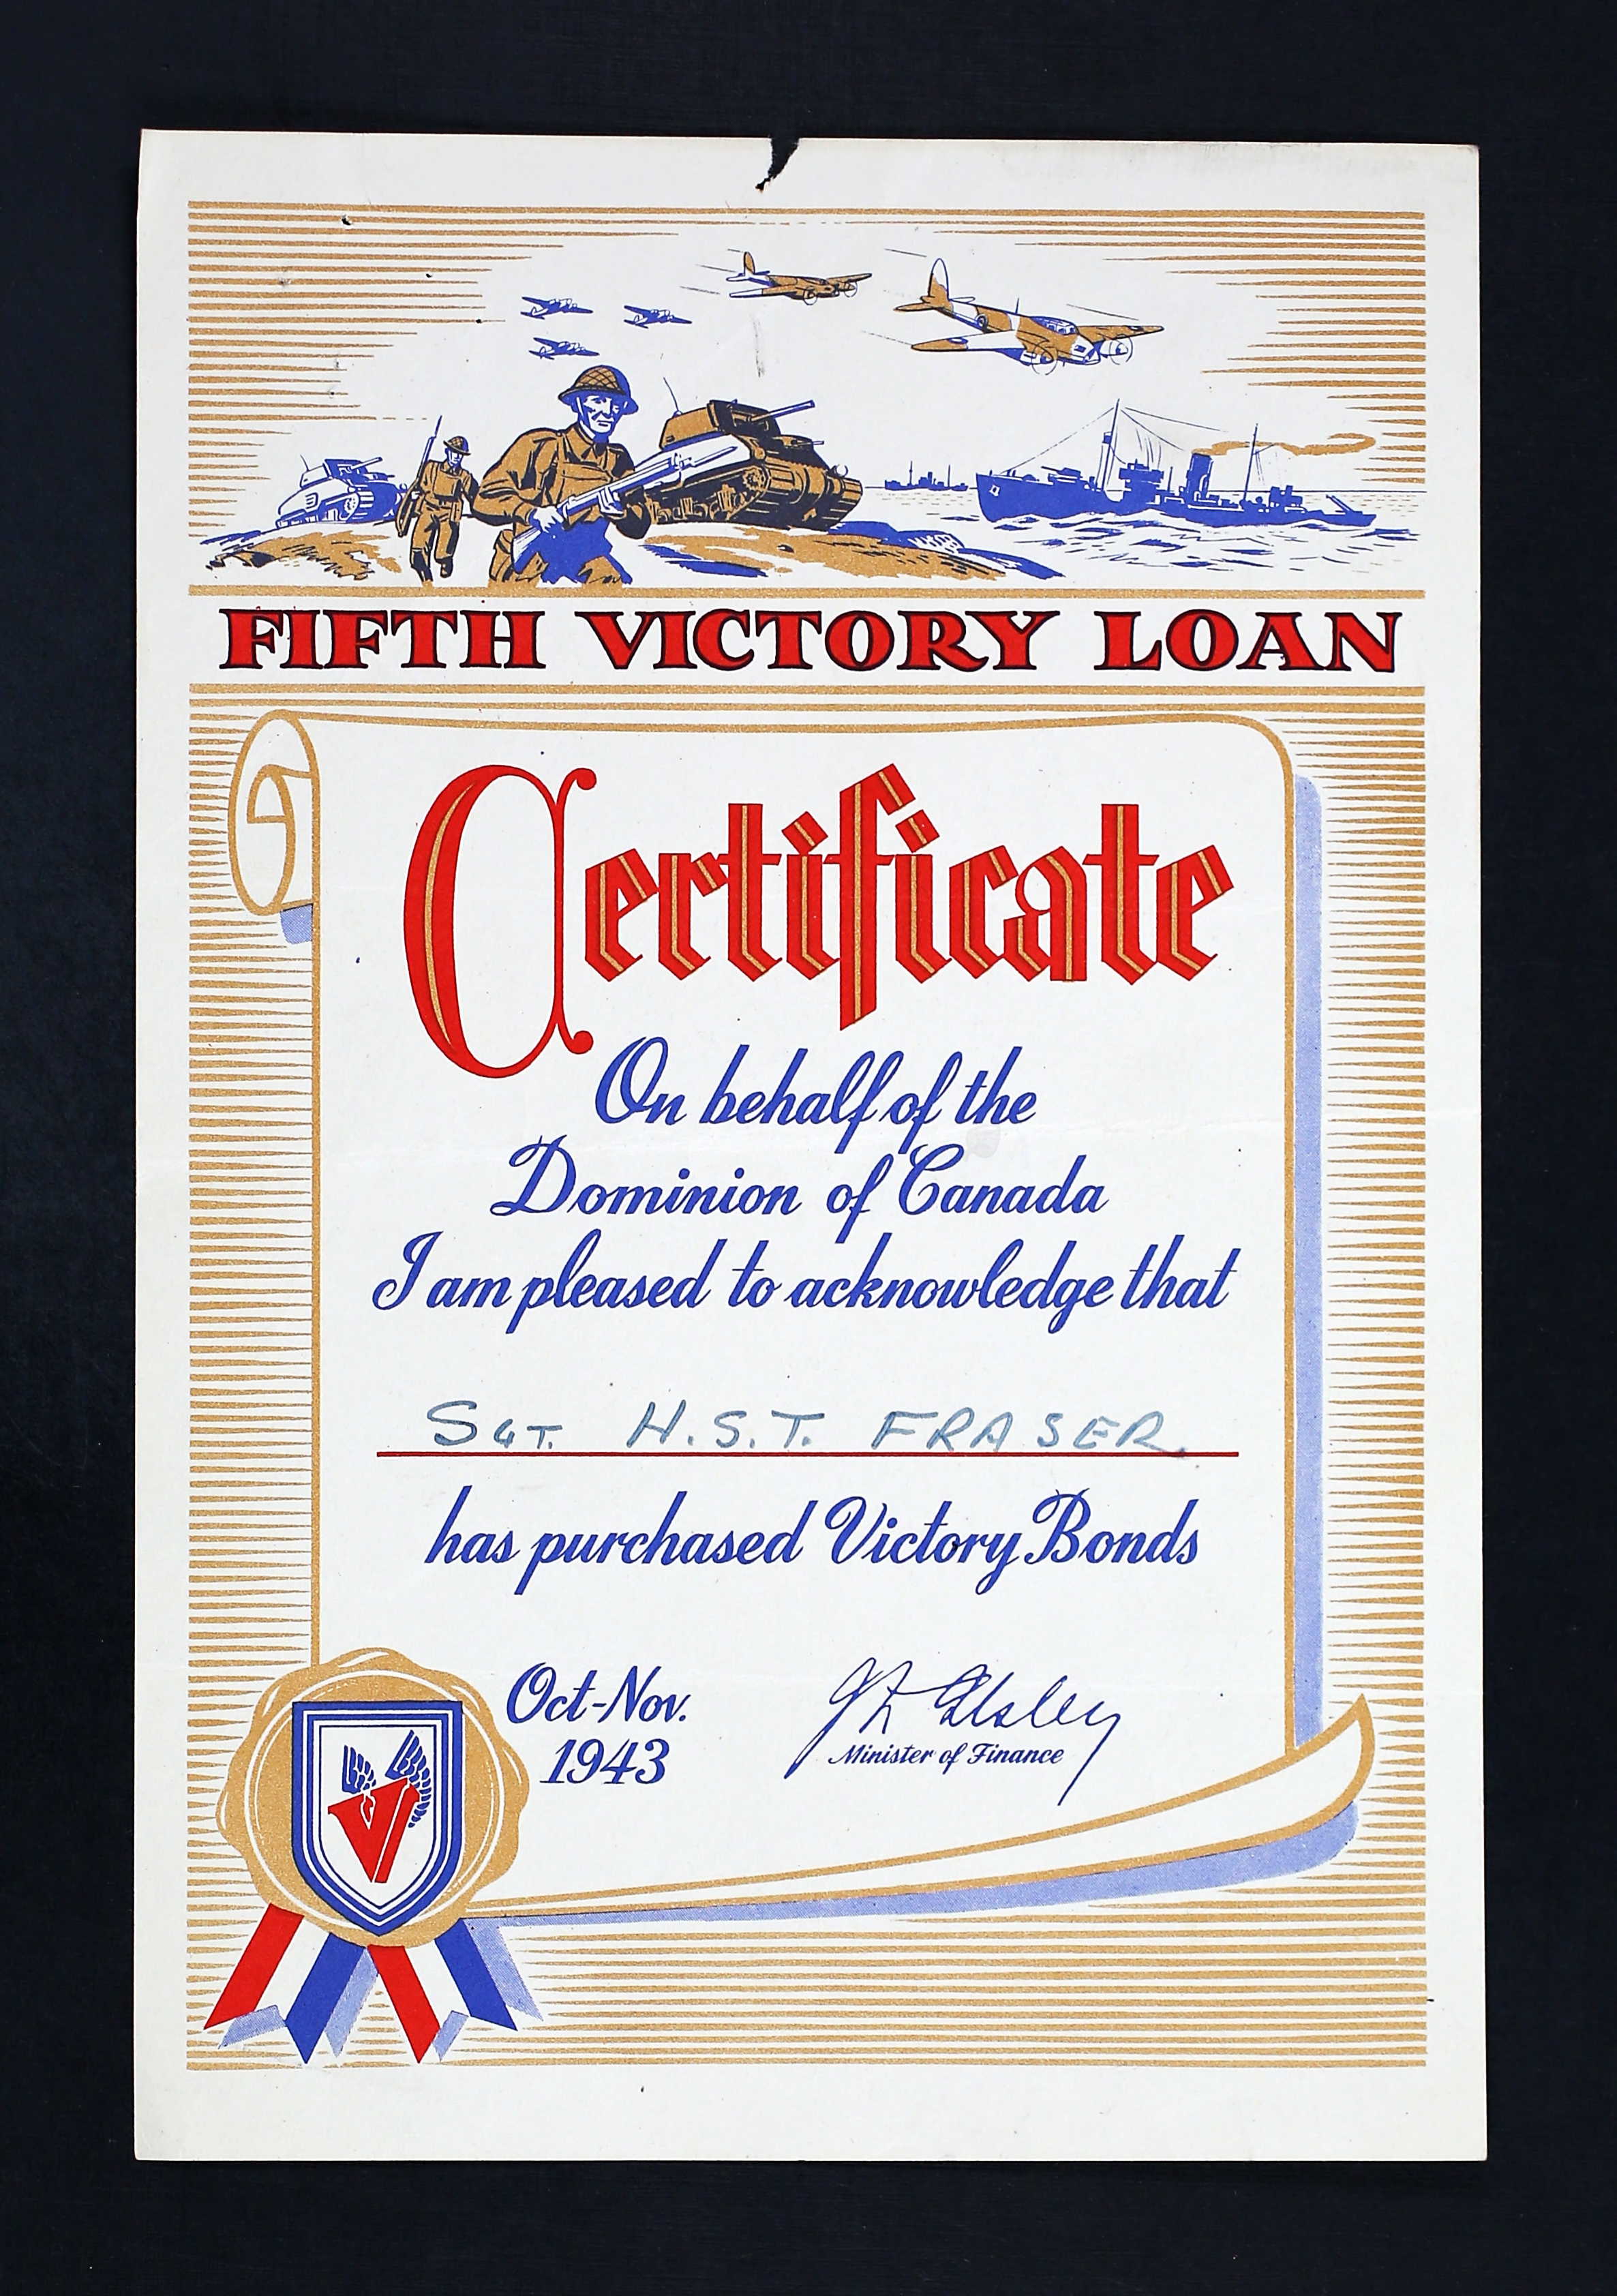 FIFTH VICTORY LOAN
Certificate
On behalf of the
Dominion of Canada
I am pleased to acknowledge that
SGT. H.S.T. FRASER
has purchased Victory Bonds
Oct-Nov.
1943
J L Ilsley
Minister of Finance
V